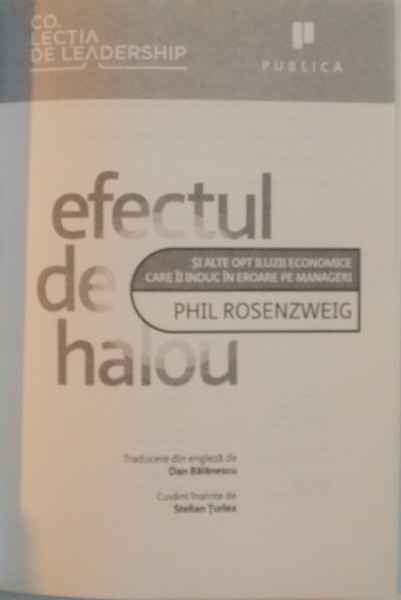 CO.
LECȚIA
DE LEADERSHIP
PUBLICA
efectul
de
halou
ȘI ALTE OPT ILUZII ECONOMICE
CARE ÎI INDUC ÎN EROARE PE MANAGERI
PHIL ROSENZWEIG
Traducere din engleză de
Dan Bălănescu
Cuvânt înainte de
Stelian Țurlea